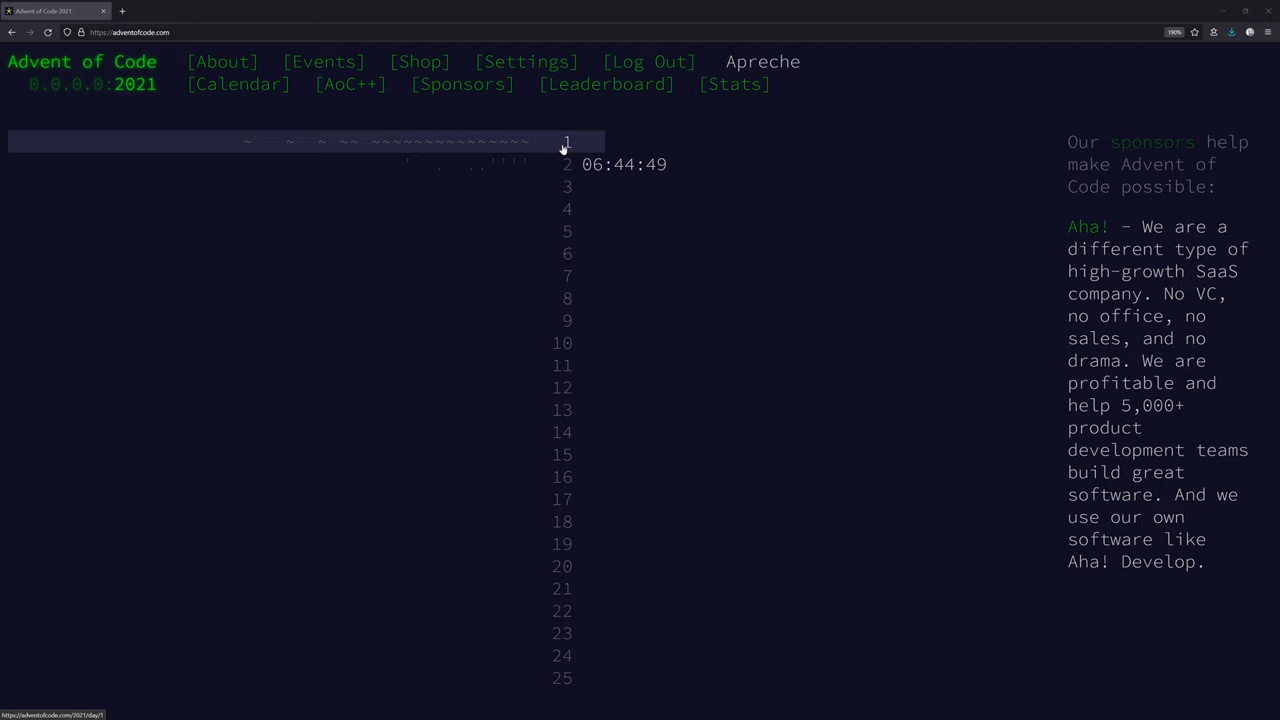 Advent of Code 2021
https://adventofcode.com
190%
Advent of Code [About] [Events] [Shop] [Settings] [Log Out] Apreche
0.0.0.0:2021 [Calendar] [AoC++] [Sponsors] [Leaderboard] [Stats]
~ ~ ~ ~~ ~~~~~~~~~~~~~~~ 1
2 06:44:49
3
4
5
6
7
8
9
10
11
12
13
14
15
16
17
18
19
20
21
22
23
24
25
Our sponsors help
make Advent of
Code possible:
Aha! - We are a
different type of
high-growth SaaS
company. No VC,
no office, no
sales, and no
drama. We are
profitable and
help 5,000+
product
development teams
build great
software. And we
use our own
software like
Aha! Develop.
https://adventofcode.com/2021/day/1